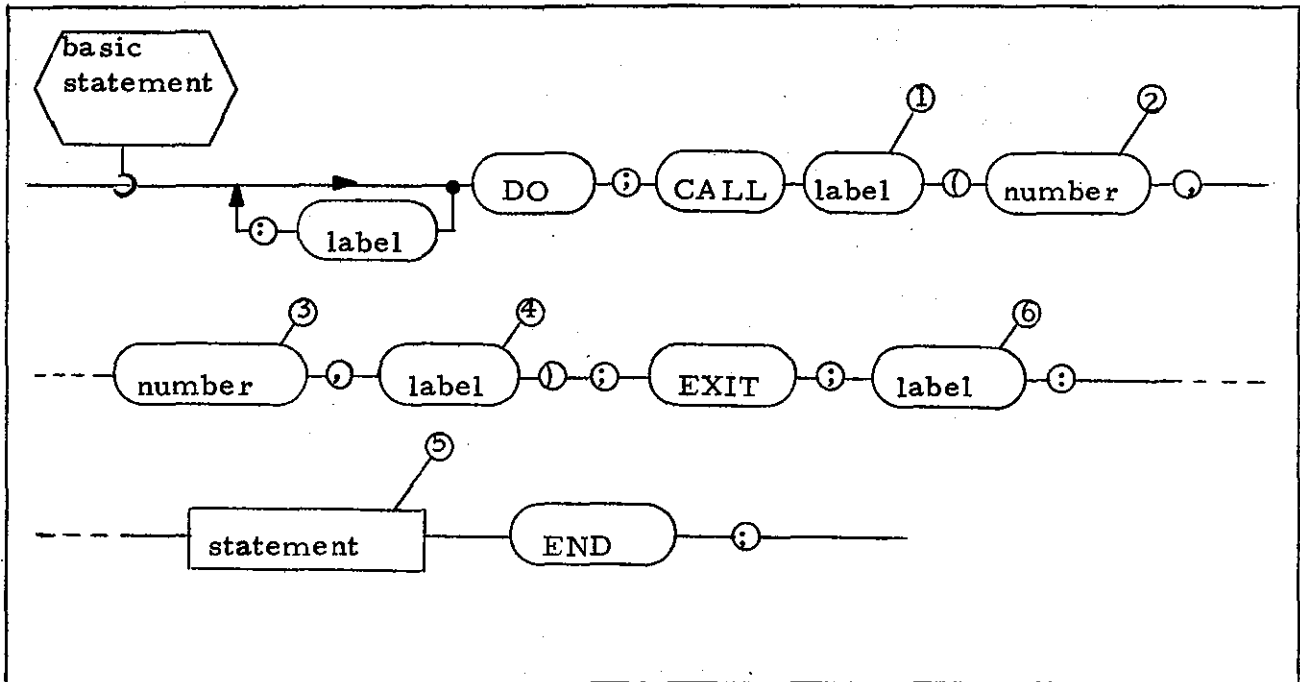 basic
statement
① ②
DO ; CALL label ( number ,
: label
③ ④ ⑥
number , label ) ; EXIT ; label :
⑤
statement END ;